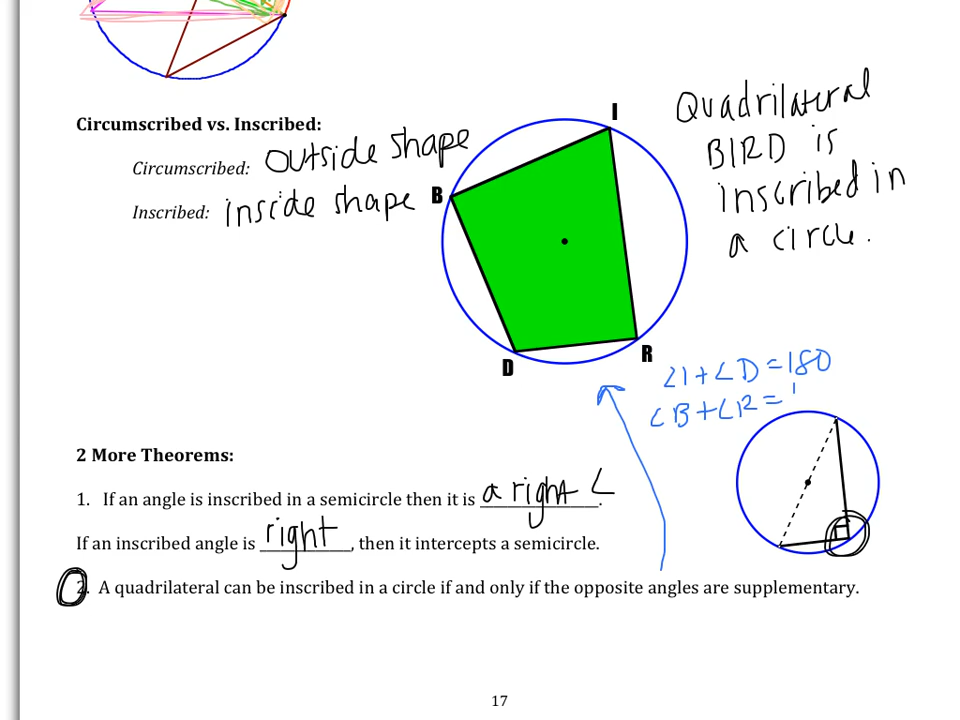 Circumscribed vs. Inscribed:
Circumscribed: outside shape
Inscribed: inside shape
I
B
D
R
Quadrilateral
BIRD is
inscribed in
a circle.
∠I + ∠D = 180
∠B + ∠R = '
2 More Theorems:
1. If an angle is inscribed in a semicircle then it is a right ∠.
If an inscribed angle is right, then it intercepts a semicircle.
2. A quadrilateral can be inscribed in a circle if and only if the opposite angles are supplementary.
17